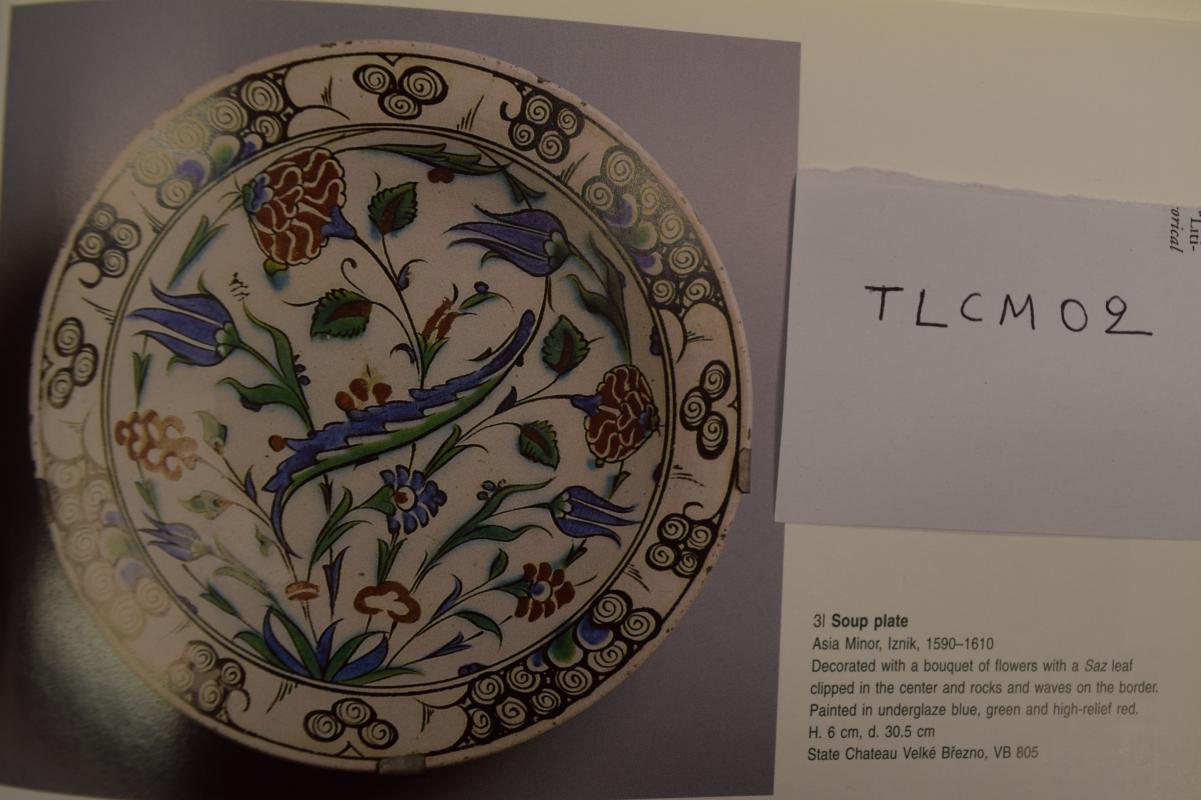 Liti-
orical
TLCM02
3| Soup plate
Asia Minor, Iznik, 1590–1610
Decorated with a bouquet of flowers with a Saz leaf
clipped in the center and rocks and waves on the border.
Painted in underglaze blue, green and high-relief red.
H. 6 cm, d. 30.5 cm
State Chateau Velké Březno, VB 805